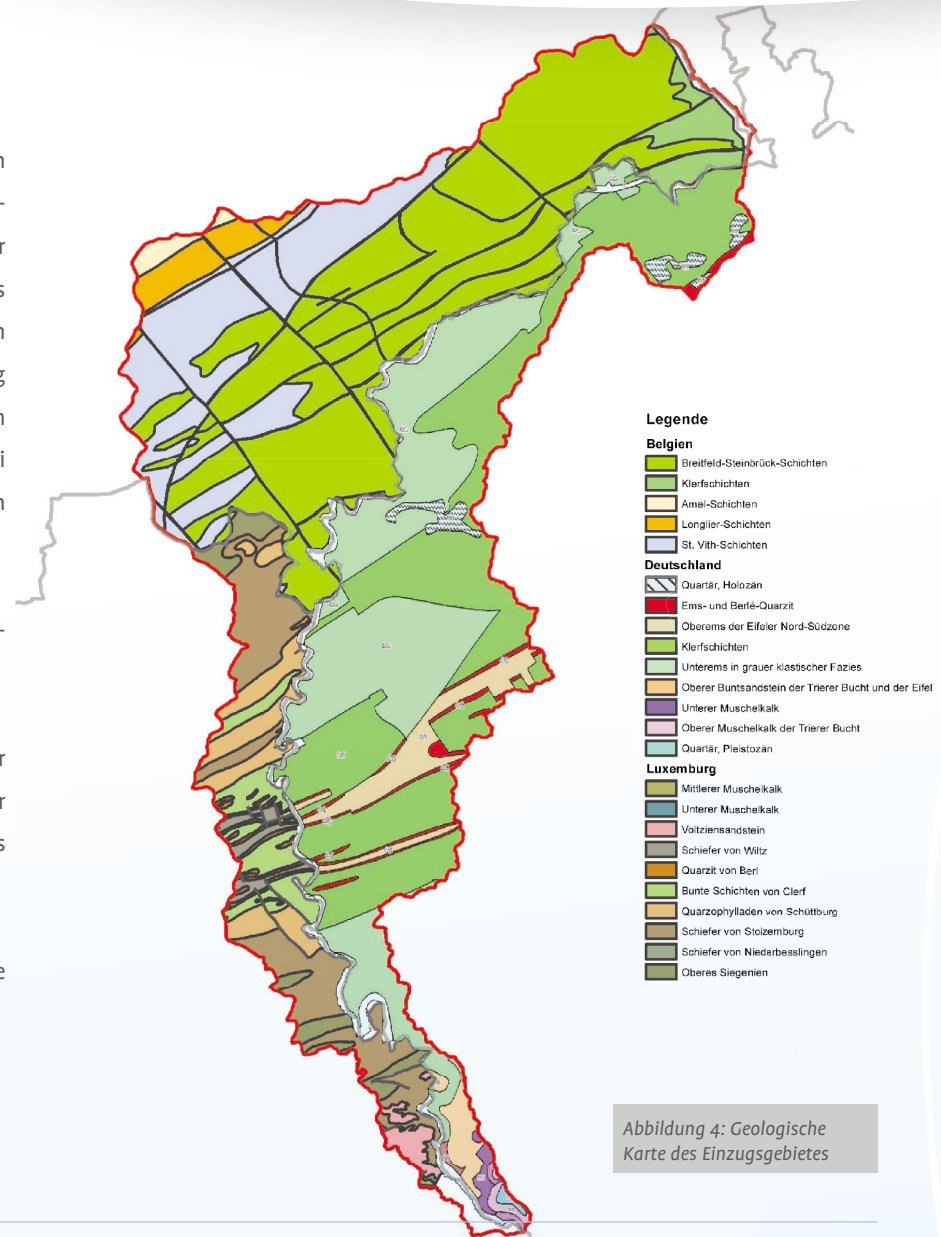 Legende
Belgien
Breitfeld-Steinbrück-Schichten
Klerfschichten
Amel-Schichten
Longlier-Schichten
St. Vith-Schichten
Deutschland
Quartär, Holozän
Ems- und Berlé-Quarzit
Oberems der Eifeler Nord-Südzone
Klerfschichten
Unterems in grauer klastischer Fazies
Oberer Buntsandstein der Trierer Bucht und der Eifel
Unterer Muschelkalk
Oberer Muschelkalk der Trierer Bucht
Quartär, Pleistozän
Luxemburg
Mittlerer Muschelkalk
Unterer Muschelkalk
Voltziensandstein
Schiefer von Wiltz
Quarzit von Berl
Bunte Schichten von Clerf
Quarzophylladen von Schüttburg
Schiefer von Stolzemburg
Schiefer von Niederbesslingen
Oberes Siegenien
Abbildung 4: Geologische
Karte des Einzugsgebietes